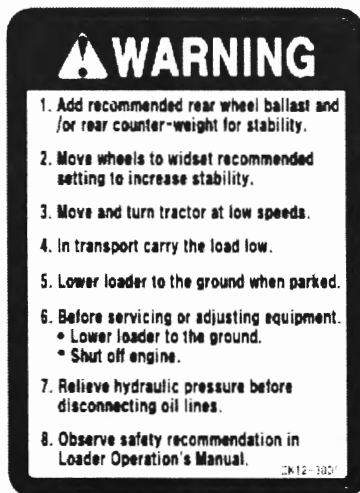 WARNING
1. Add recommended rear wheel ballast and
/or rear counter-weight for stability.
2. Move wheels to widset recommended
setting to increase stability.
3. Move and turn tractor at low speeds.
4. In transport carry the load low.
5. Lower loader to the ground when parked.
6. Before servicing or adjusting equipment.
• Lower loader to the ground.
• Shut off engine.
7. Relieve hydraulic pressure before
disconnecting oil lines.
8. Observe safety recommendation in
Loader Operation's Manual.